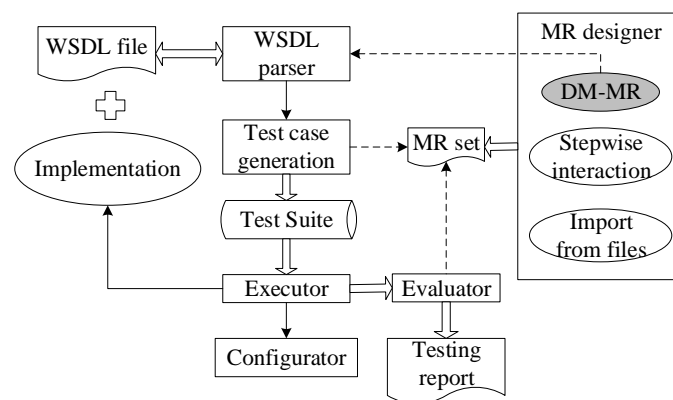 WSDL file
WSDL
parser
MR designer
DM-MR
Implementation
Test case
generation
MR set
Stepwise
interaction
Test Suite
Import
from files
Executor
Evaluator
Configurator
Testing
report